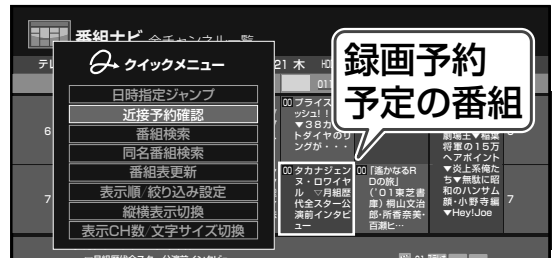 番組ナビ 全チャンネル一覧
クイックメニュー
21 木
録画予約
予定の番組
日時指定ジャンプ
近接予約確認
番組検索
同名番組検索
番組表更新
表示順/絞り込み設定
縦横表示切換
表示CH数/文字サイズ切換
011
6
00 プライス
ッシュ!!
▼38カ
トダイヤのリ
ングが・・・
劇場王▼稲葉
将軍の15万
ヘアポイント
▼炎上系俺た
ち▼無駄に昭
和のハンサム
顔・小野寺編
▼Hey!Joe
7
00 タカナジェン
ヌ・ロワイヤ
ル ▽月組歴
代全スター公
演前インタビ
ュー
00 「遙かなるR
Dの旅」
('01東芝書
庫)桐山文治
郎・所香奈美・
百瀬ヒ…
7